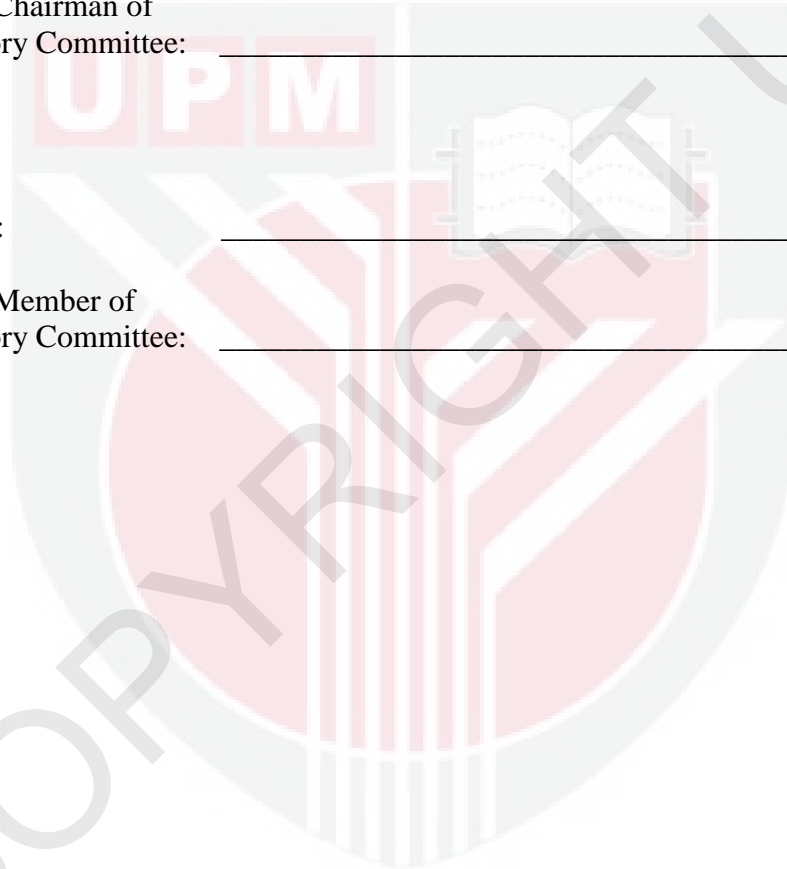 Chairman of
ry Committee:
UPM
:
Member of
ry Committee:
COPYRIGHT U